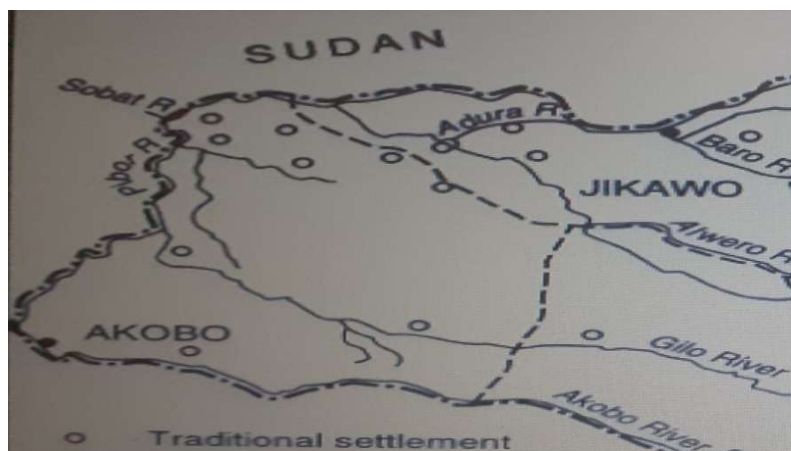 SUDAN
Sobat R
Adura R
Baro R
Pibor R
JIKAWO
Alwero R
AKOBO
Gilo River
Akobo River
Traditional settlement